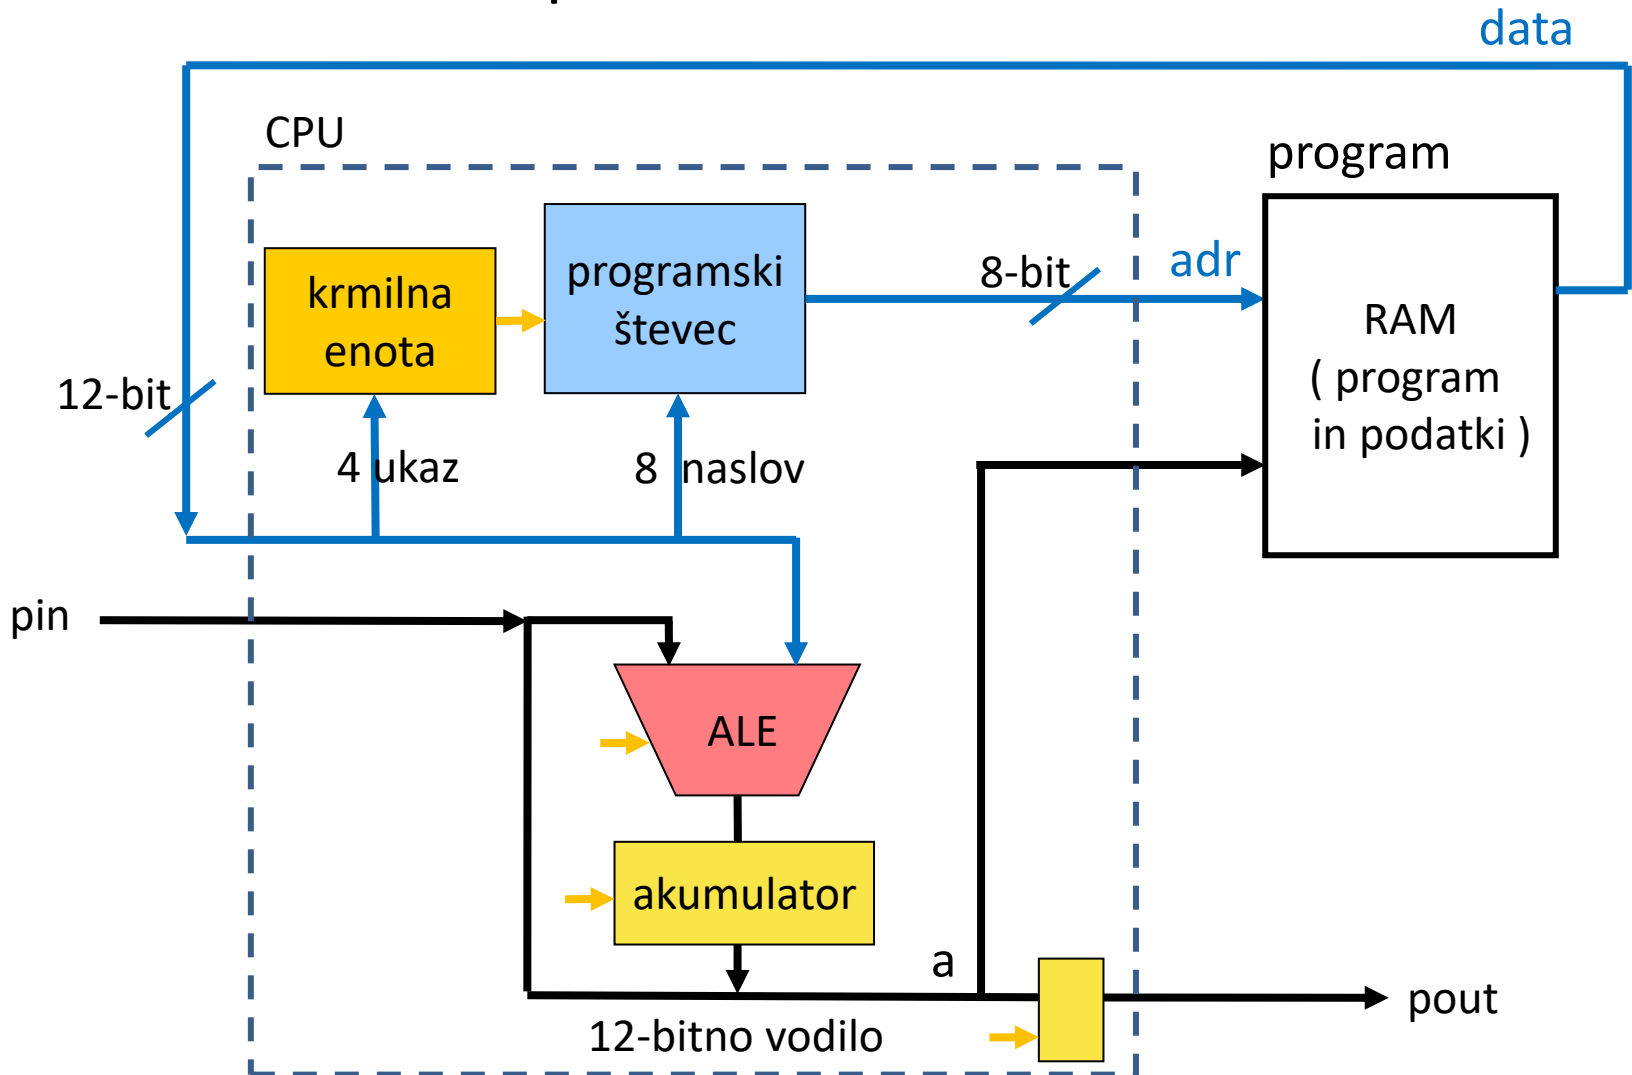 data
CPU
program
krmilna
enota
programski
števec
8-bit
adr
RAM
( program
in podatki )
12-bit
4 ukaz
8 naslov
pin
ALE
akumulator
a
pout
12-bitno vodilo